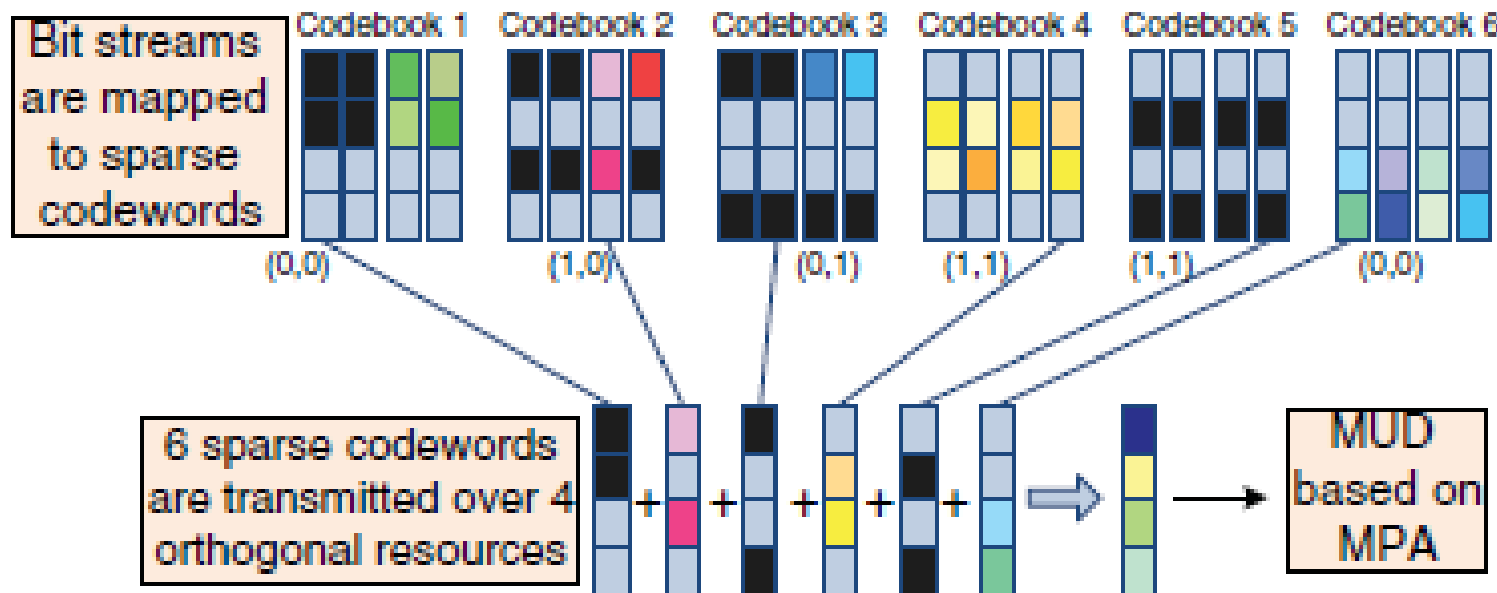 Bit streams
are mapped
to sparse
codewords
Codebook 1 Codebook 2 Codebook 3 Codebook 4 Codebook 5 Codebook 6
(0,0) (1,0) (0,1) (1,1) (1,1) (0,0)
6 sparse codewords
are transmitted over 4
orthogonal resources
+ + + + +
MUD
based on
MPA